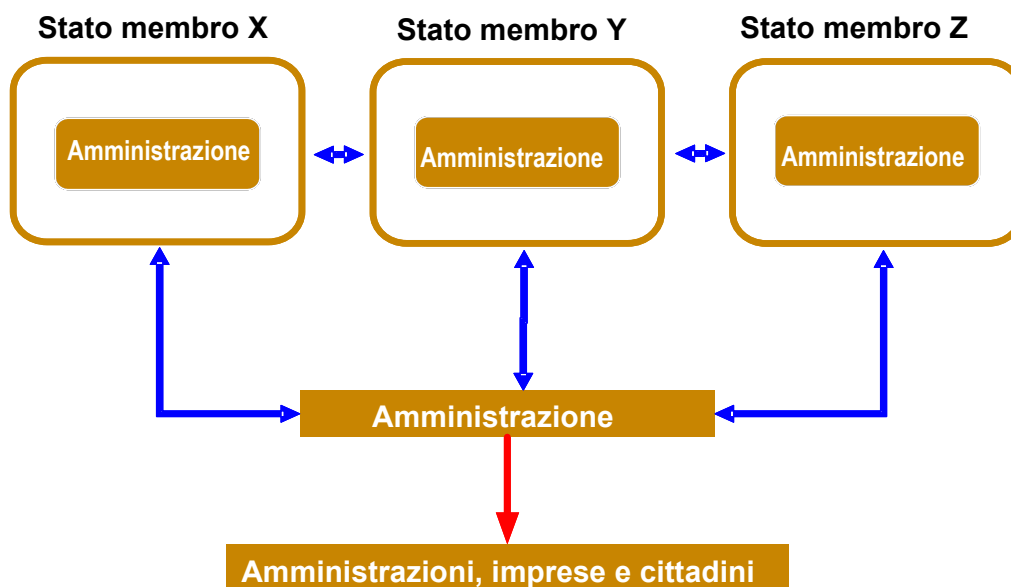 Stato membro X
Stato membro Y
Stato membro Z
Amministrazione
Amministrazione
Amministrazione
Amministrazione
Amministrazioni, imprese e cittadini